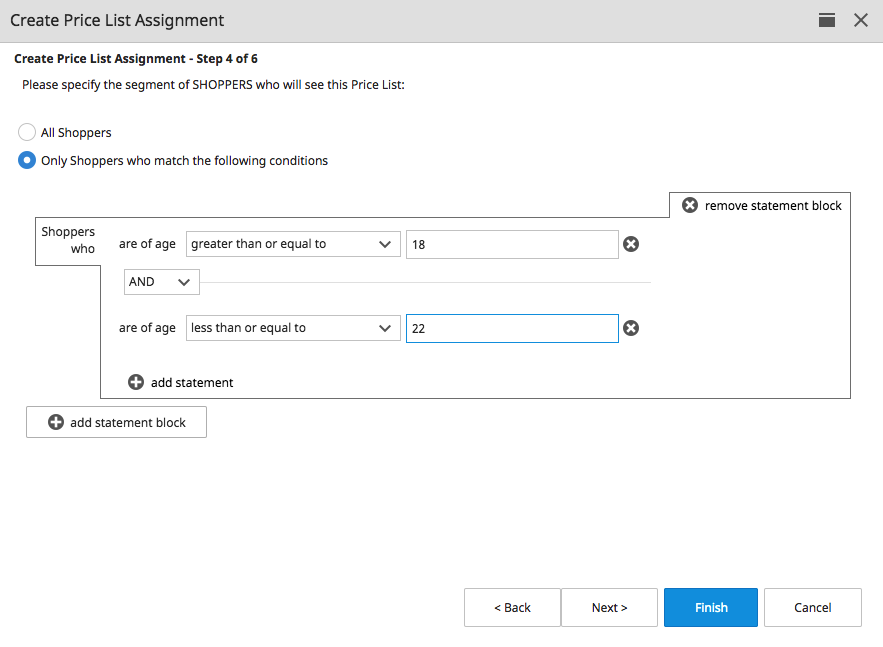 Create Price List Assignment
Create Price List Assignment - Step 4 of 6
Please specify the segment of SHOPPERS who will see this Price List:
All Shoppers
Only Shoppers who match the following conditions
remove statement block
Shoppers who
are of age greater than or equal to 18
AND
are of age less than or equal to 22
add statement
add statement block
< Back Next > Finish Cancel